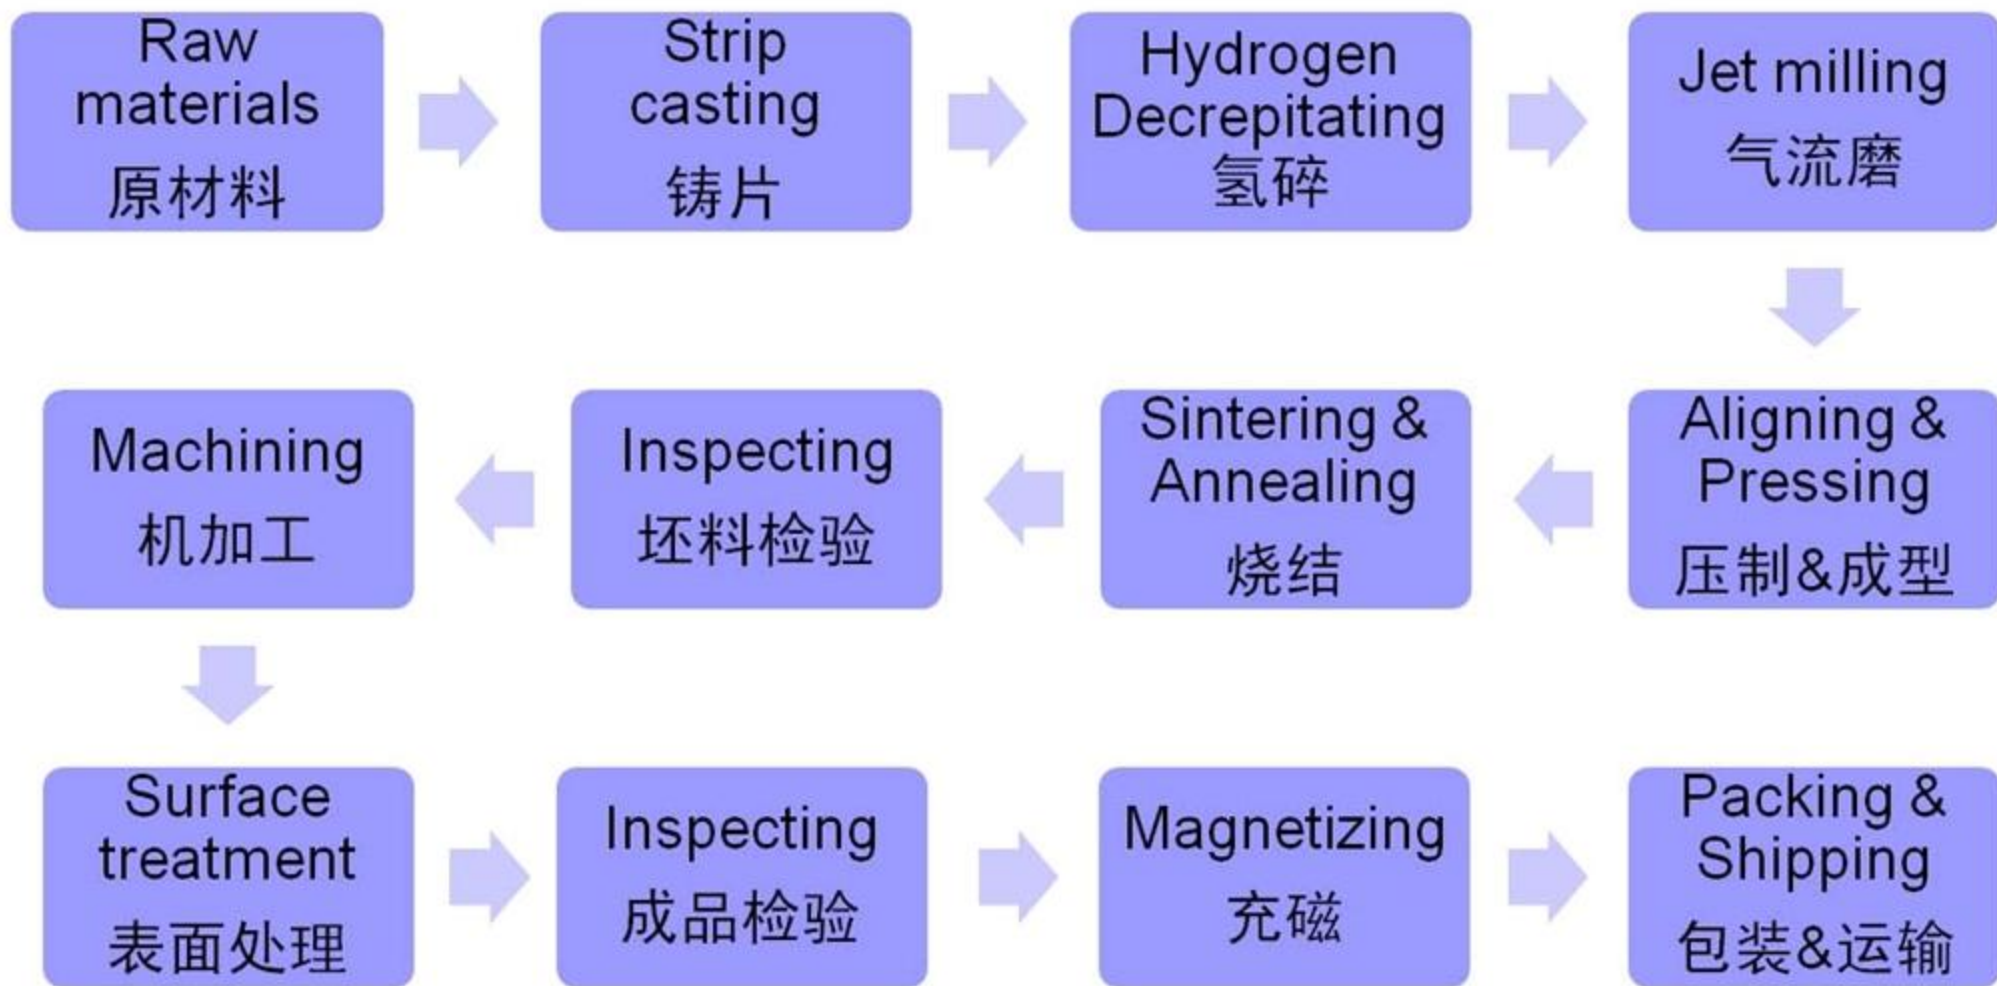 Raw
materials
原材料
Strip
casting
铸片
Hydrogen
Decrepitating
氢碎
Jet milling
气流磨
Aligning &
Pressing
压制&成型
Sintering &
Annealing
烧结
Inspecting
坯料检验
Machining
机加工
Surface
treatment
表面处理
Inspecting
成品检验
Magnetizing
充磁
Packing &
Shipping
包装&运输